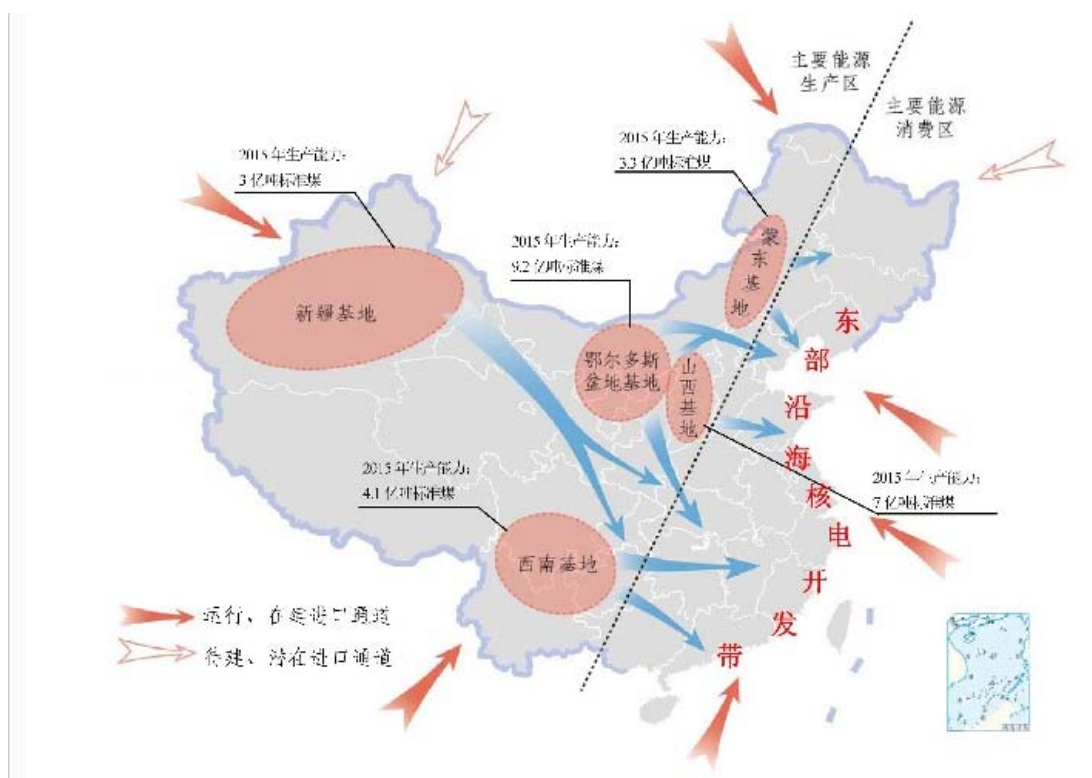 主要能源
生产区
主要能源
消费区
2015年生产能力：
3亿吨标准煤
2015年生产能力：
3.3亿吨标准煤
2015年生产能力：
9.2亿吨标准煤
蒙东基地
新疆基地
鄂尔多斯
盆地基地
山西基地
东部沿海核电开发带
2015年生产能力：
4.1亿吨标准煤
2015年生产能力：
7亿吨标准煤
西南基地
运行、在建进口通道
待建、潜在进口通道